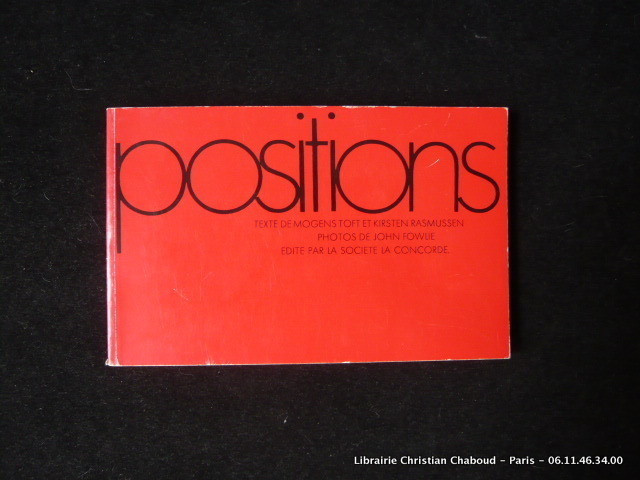 positions
TEXTE DE MOGENS TOFT ET KIRSTEN RASMUSSEN
PHOTOS DE JOHN FOWLIE
EDITE PAR LA SOCIETE LA CONCORDE.
Librairie Christian Chaboud - Paris - 06.11.46.34.00